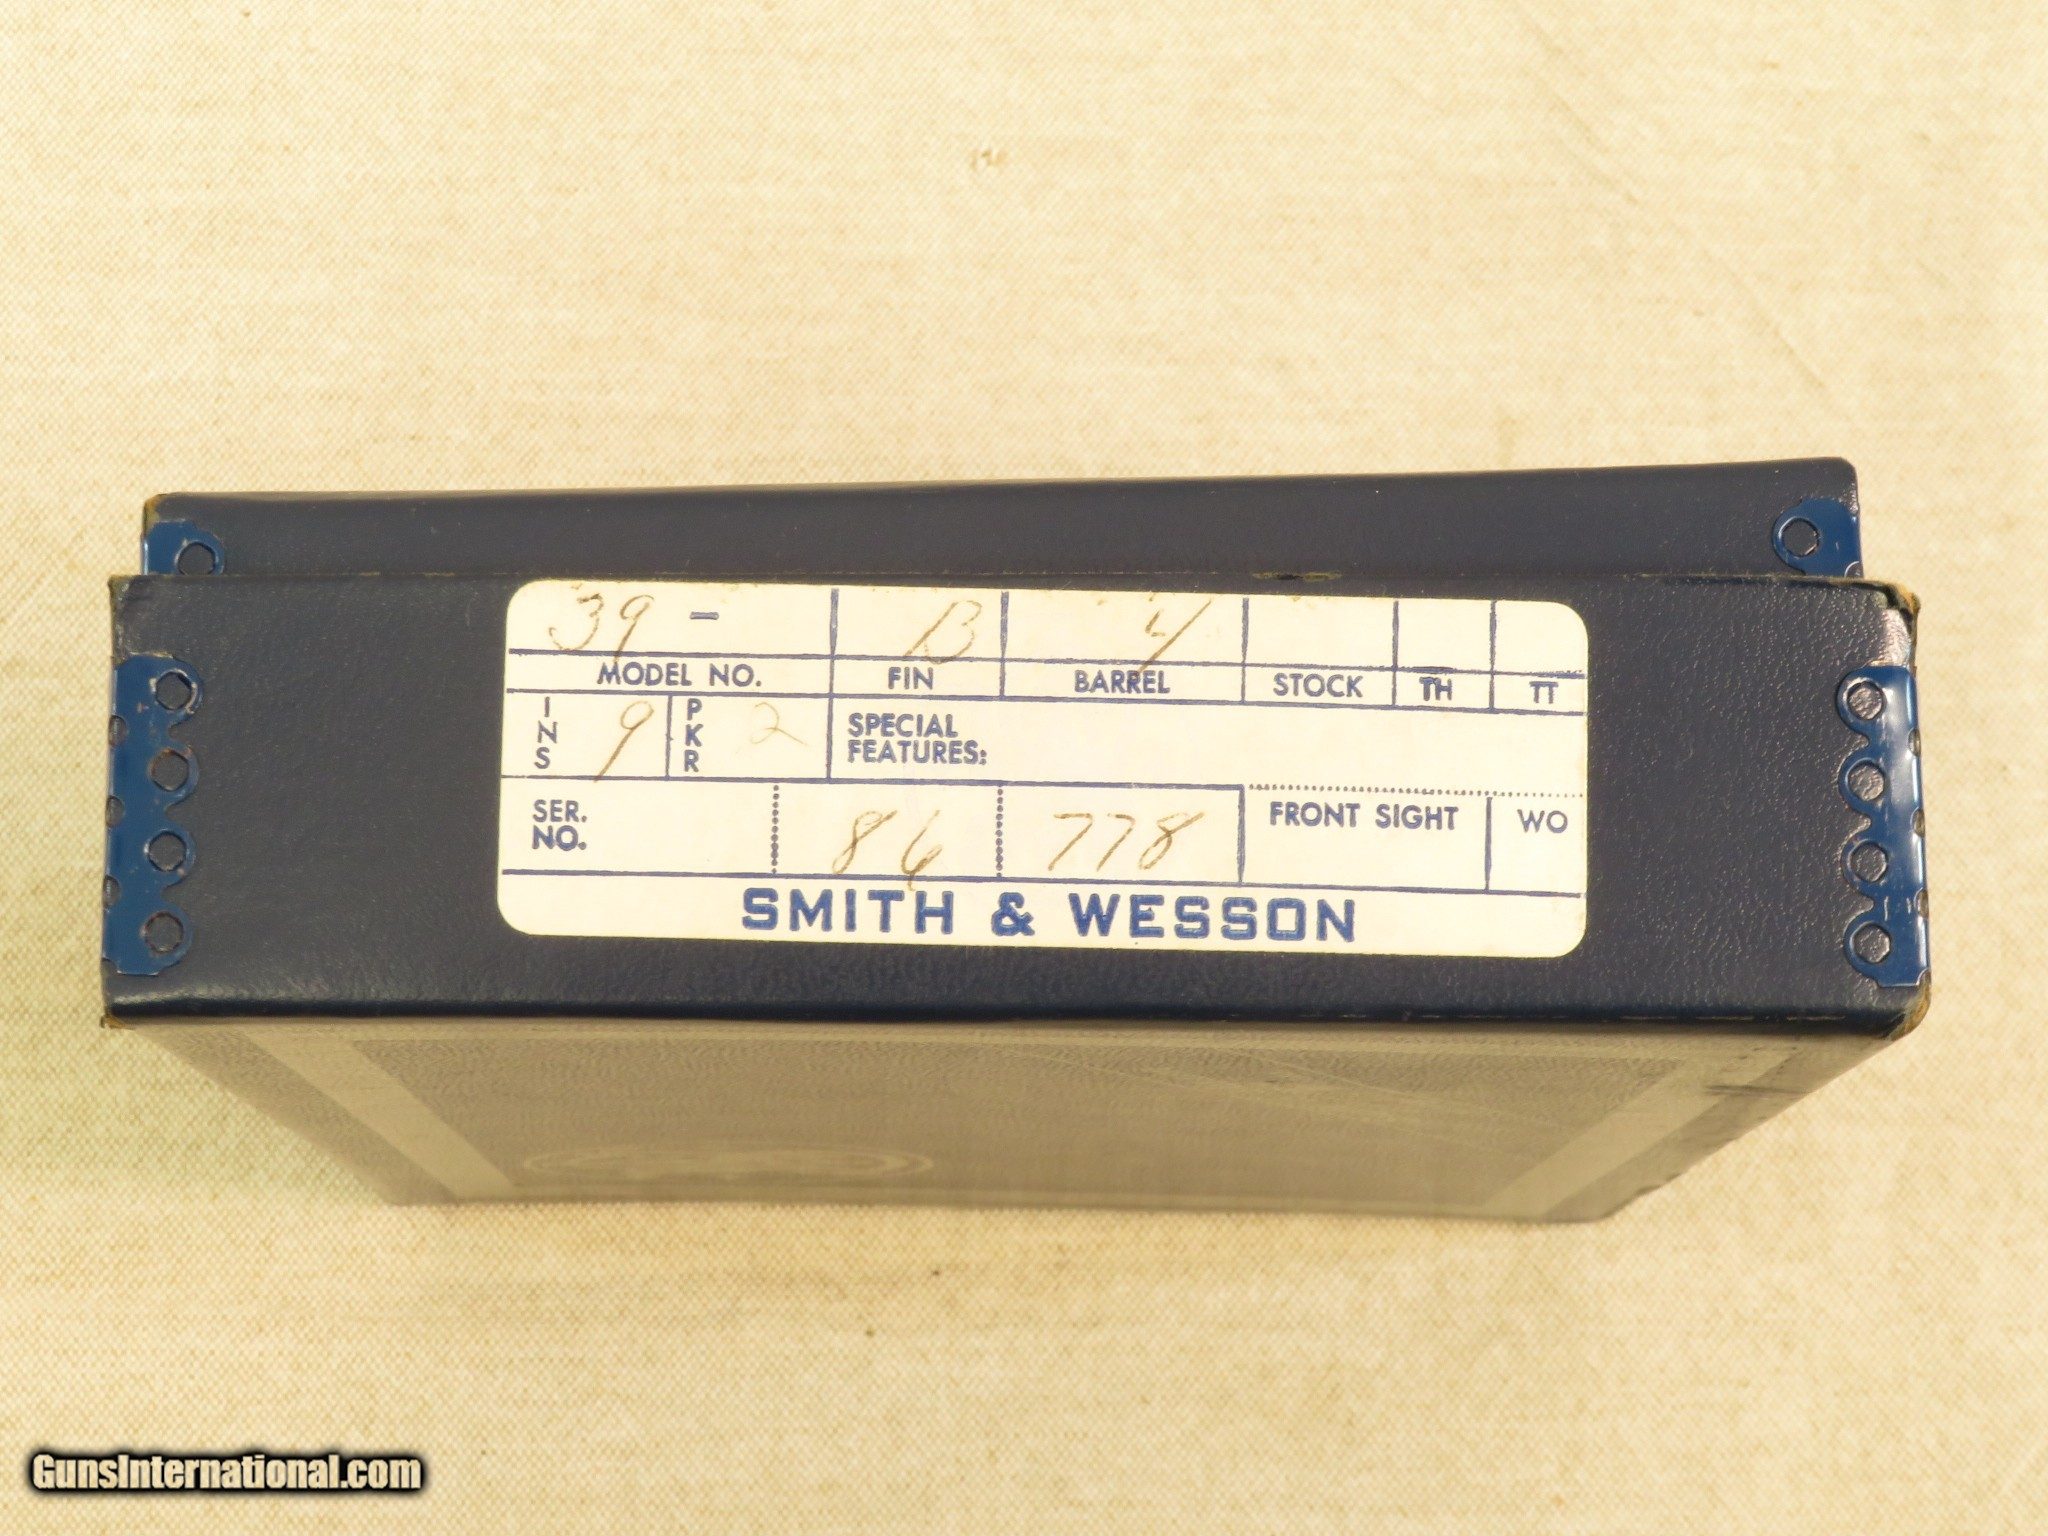 39 - B 4
MODEL NO. FIN BARREL STOCK TH TT
INS 9 PKR 2 SPECIAL FEATURES:
SER. NO. 86 778 FRONT SIGHT WO
SMITH & WESSON
GunsInternational.com